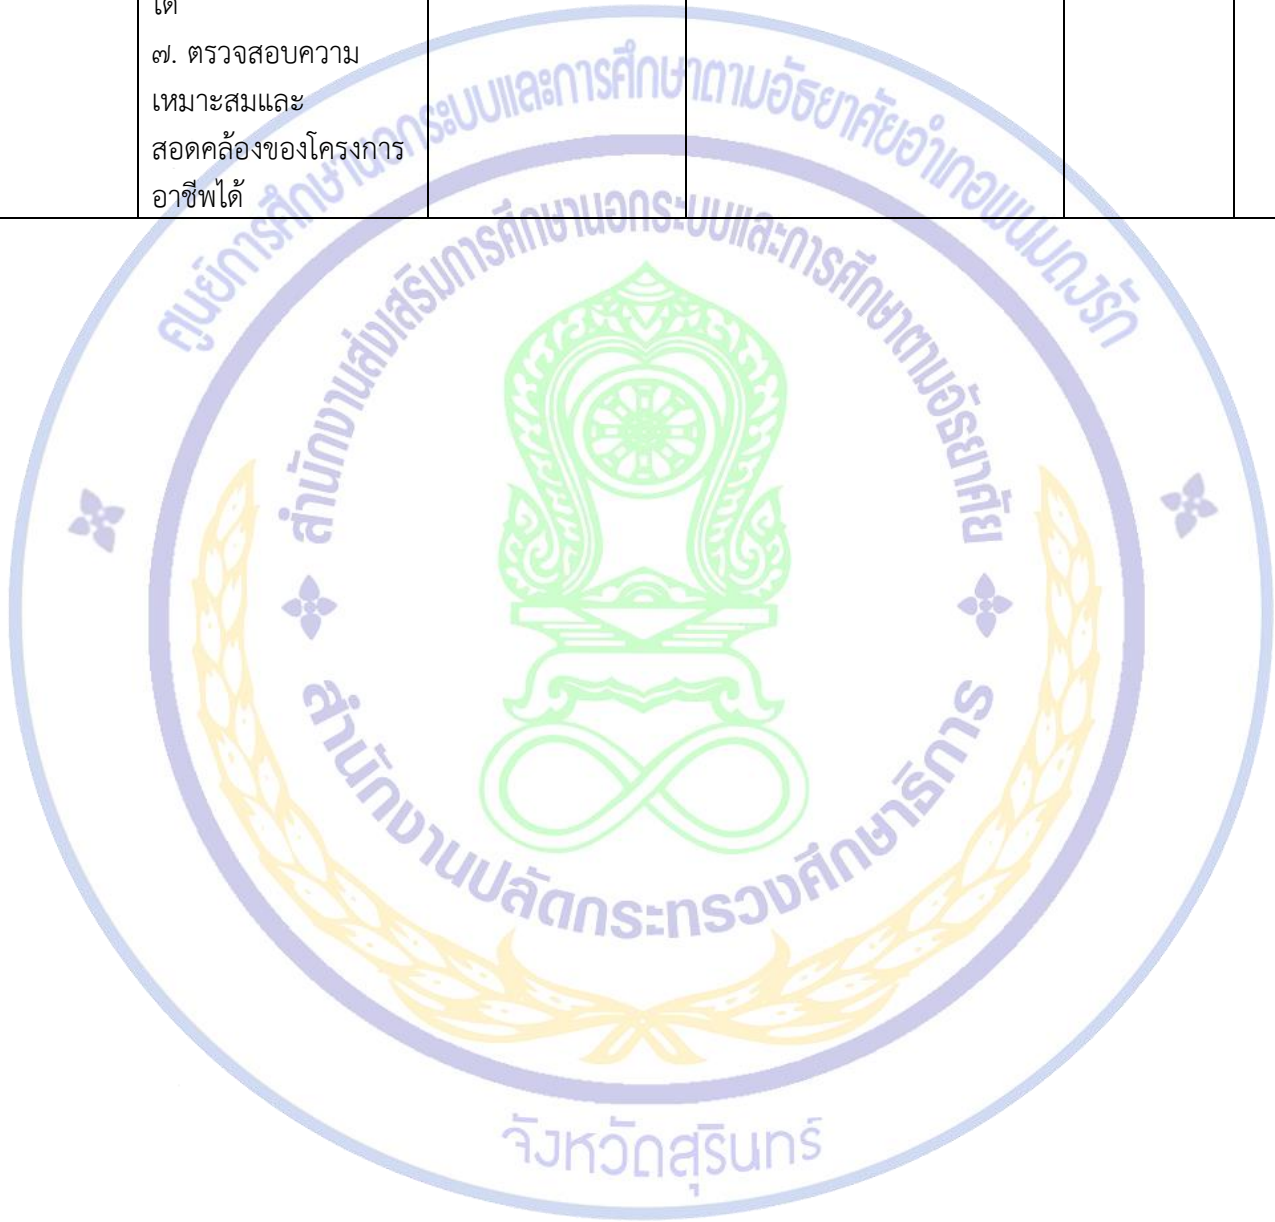 ได้
๗. ตรวจสอบความ
เหมาะสมและ
สอดคล้องของโครงการ
อาชีพได้
ศูนย์การศึกษานอกระบบและการศึกษาตามอัธยาศัยอำเภอพนมดงรัก
สำนักงานส่งเสริมการศึกษานอกระบบและการศึกษาตามอัธยาศัย
สำนักงานปลัดกระทรวงศึกษาธิการ
จังหวัดสุรินทร์